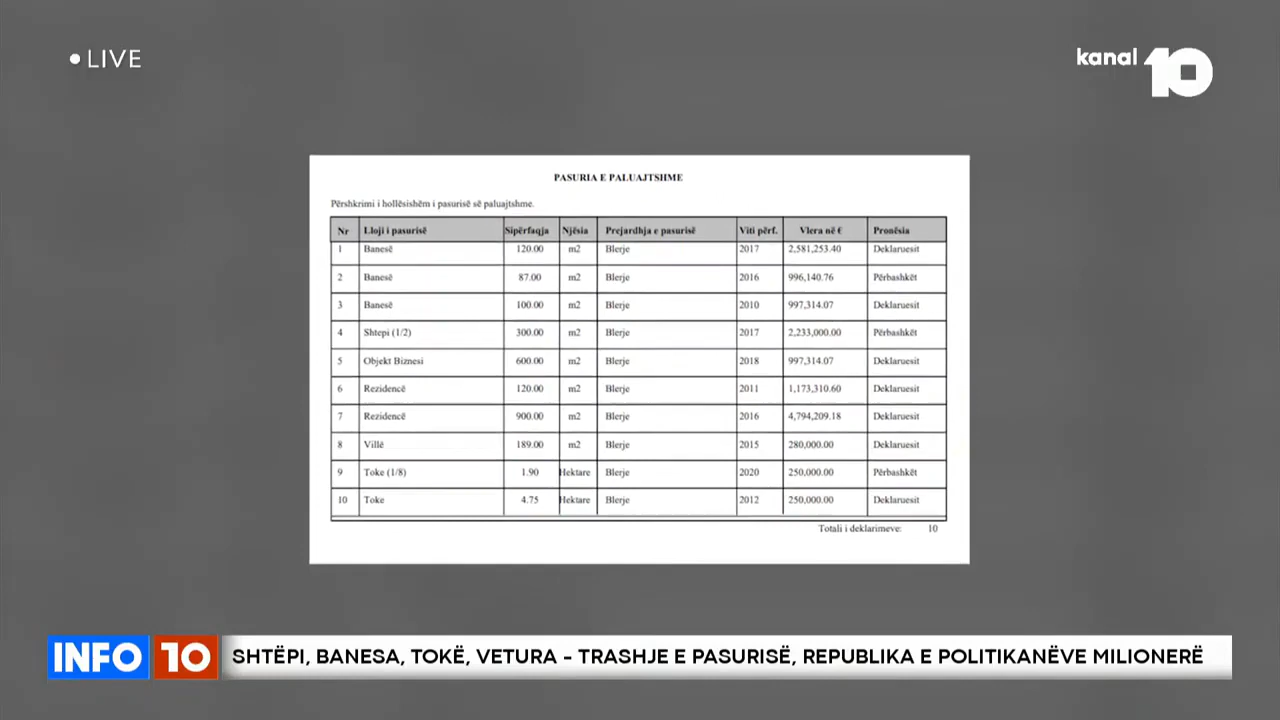 LIVE
kanal 10
PASURIA E PALUAJTSHME
Përshkrimi i hollësishëm i pasurisë së paluajtshme.
Nr Lloji i pasurisë Sipërfaqja Njësia Prejardhja e pasurisë Viti përf. Vlera në € Pronësia
1 Banesë 120.00 m2 Blerje 2017 2,581,253.40 Deklaruesit
2 Banesë 87.00 m2 Blerje 2016 996,140.76 Përbashkët
3 Banesë 100.00 m2 Blerje 2010 997,314.07 Deklaruesit
4 Shtepi (1/2) 300.00 m2 Blerje 2017 2,233,000.00 Përbashkët
5 Objekt Biznesi 600.00 m2 Blerje 2018 997,314.07 Deklaruesit
6 Rezidencë 120.00 m2 Blerje 2011 1,173,310.60 Deklaruesit
7 Rezidencë 900.00 m2 Blerje 2016 4,794,209.18 Deklaruesit
8 Villë 189.00 m2 Blerje 2015 280,000.00 Deklaruesit
9 Toke (1/8) 1.90 Hektare Blerje 2020 250,000.00 Përbashkët
10 Toke 4.75 Hektare Blerje 2012 250,000.00 Deklaruesit
Totali i deklarimeve: 10
INFO 10 SHTËPI, BANESA, TOKË, VETURA - TRASHJE E PASURISË, REPUBLIKA E POLITIKANËVE MILIONERË